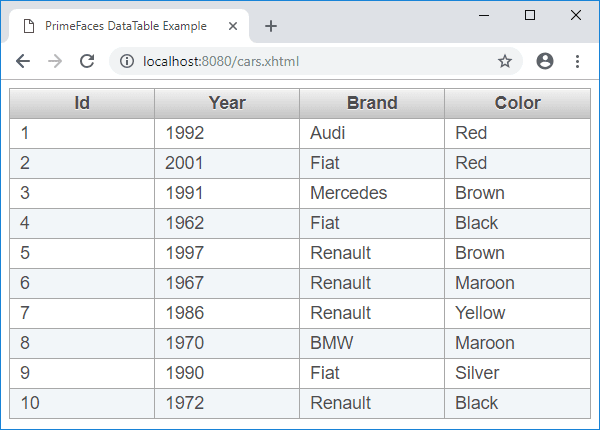 PrimeFaces DataTable Example
localhost:8080/cars.xhtml
Id Year Brand Color
1 1992 Audi Red
2 2001 Fiat Red
3 1991 Mercedes Brown
4 1962 Fiat Black
5 1997 Renault Brown
6 1967 Renault Maroon
7 1986 Renault Yellow
8 1970 BMW Maroon
9 1990 Fiat Silver
10 1972 Renault Black